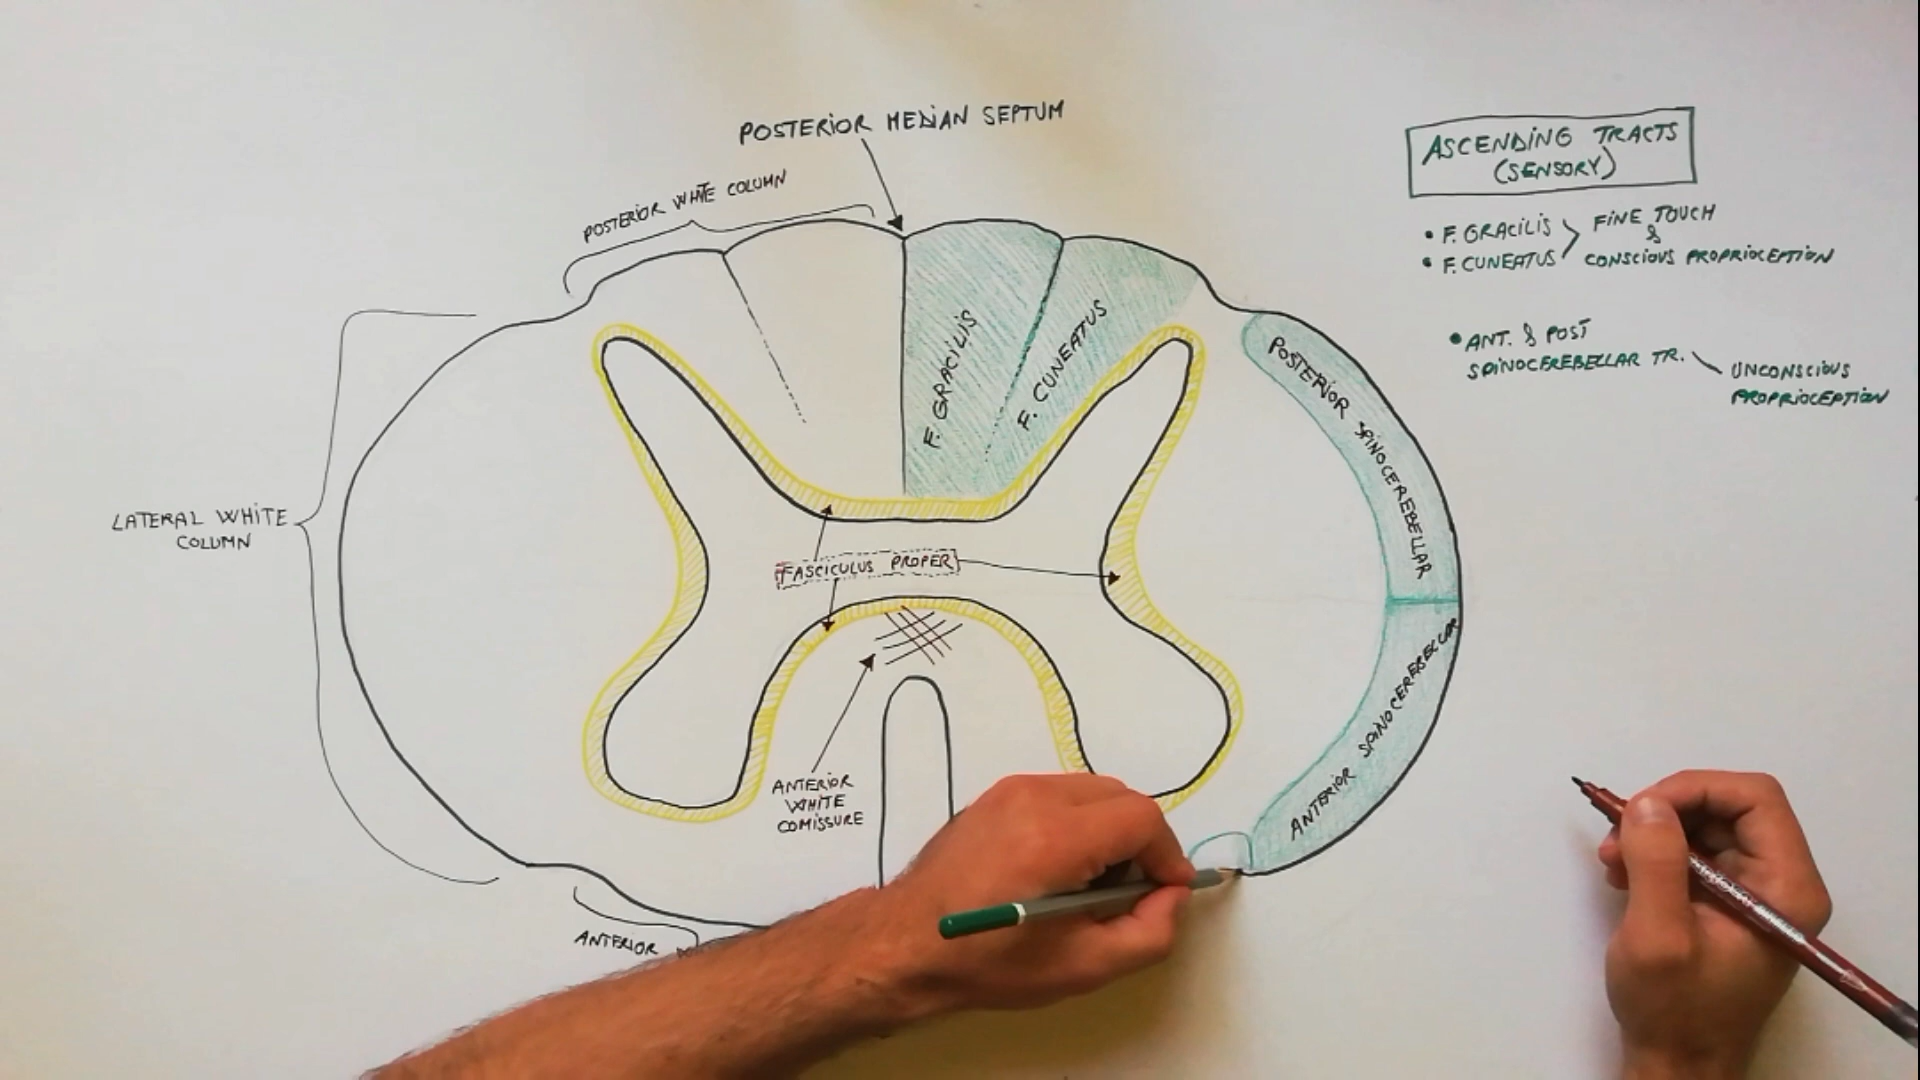 POSTERIOR MEDIAN SEPTUM
POSTERIOR WHITE COLUMN
LATERAL WHITE
COLUMN
F. GRACILIS
F. CUNEATUS
POSTERIOR SPINOCEREBELLAR
ANTERIOR SPINOCEREBELLAR
FASCICULUS PROPER
ANTERIOR
WHITE
COMISSURE
ANTERIOR
ASCENDING TRACTS
(SENSORY)
• F. GRACILIS > FINE TOUCH
&
• F. CUNEATUS CONSCIOUS PROPRIOCEPTION
• ANT. & POST
SPINOCEREBELLAR TR.
UNCONSCIOUS
PROPRIOCEPTION